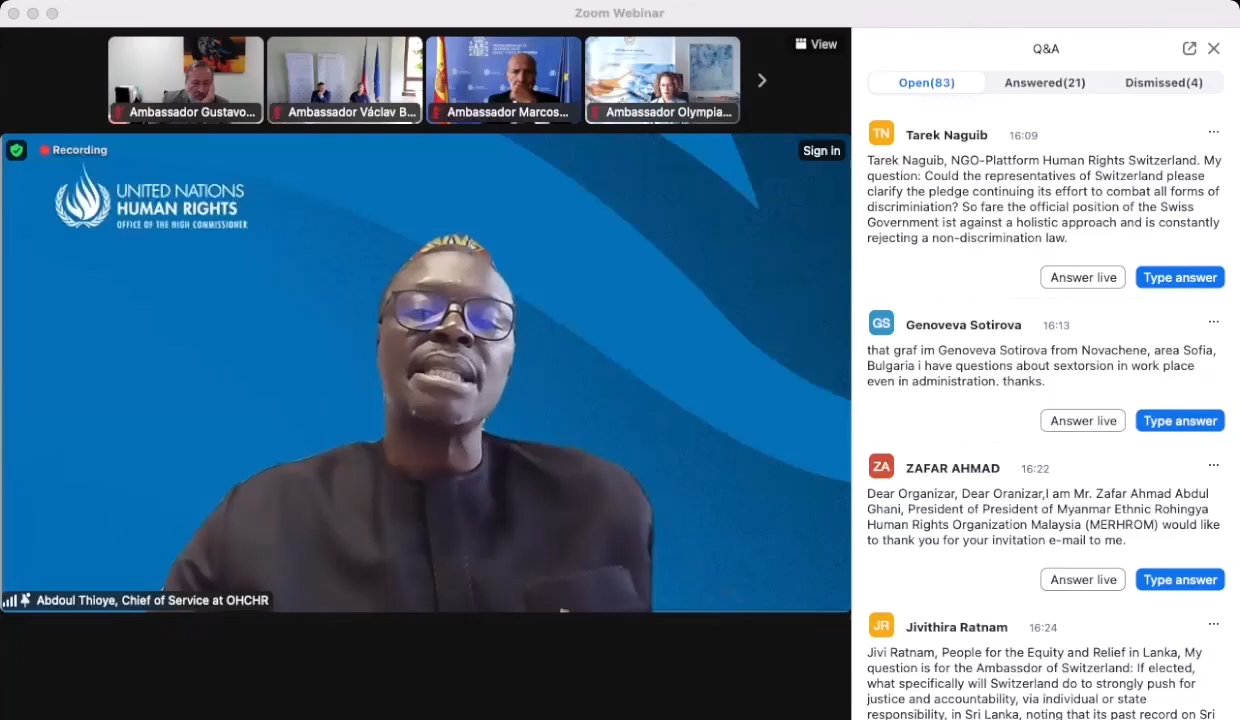 Zoom Webinar
View
Ambassador Gustavo...
Ambassador Václav B...
Ambassador Marcos...
Ambassador Olympia...
Recording
Sign in
UNITED NATIONS
HUMAN RIGHTS
OFFICE OF THE HIGH COMMISSIONER
Abdoul Thioye, Chief of Service at OHCHR
Q&A
Open(83)
Answered(21)
Dismissed(4)
TN
Tarek Naguib
16:09
Tarek Naguib, NGO-Plattform Human Rights Switzerland. My
question: Could the representatives of Switzerland please
clarify the pledge continuing its effort to combat all forms of
discriminiation? So fare the official position of the Swiss
Government ist against a holistic approach and is constantly
rejecting a non-discrimination law.
Answer live
Type answer
GS
Genoveva Sotirova
16:13
that graf im Genoveva Sotirova from Novachene, area Sofia,
Bulgaria i have questions about sextorsion in work place
even in administration. thanks.
Answer live
Type answer
ZA
ZAFAR AHMAD
16:22
Dear Organizar, Dear Oranizar,I am Mr. Zafar Ahmad Abdul
Ghani, President of President of Myanmar Ethnic Rohingya
Human Rights Organization Malaysia (MERHROM) would like
to thank you for your invitation e-mail to me.
Answer live
Type answer
JR
Jivithira Ratnam
16:24
Jivi Ratnam, People for the Equity and Relief in Lanka, My
question is for the Ambassdor of Switzerland: If elected,
what specifically will Switzerland do to strongly push for
justice and accountability, via individual or state
responsibility, in Sri Lanka, noting that its past record on Sri